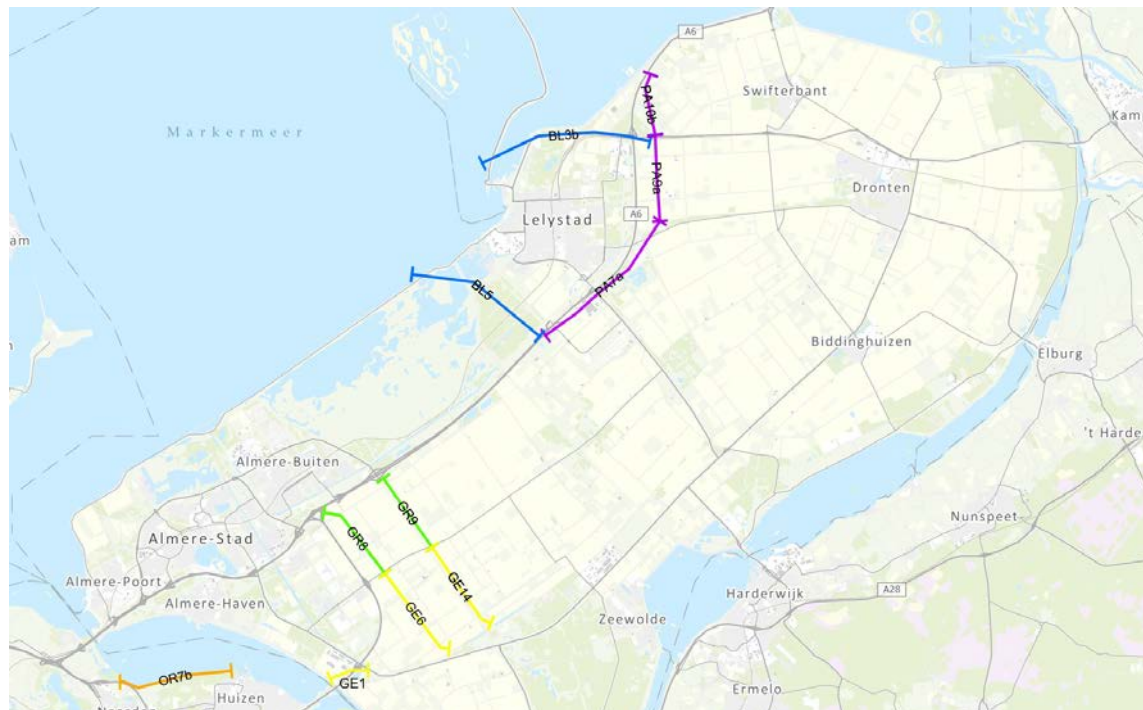 A6
Swifterbant
Kam
PA10b
Markermeer
BL3b
PA9a
Dronten
Lelystad
A6
am
BL5
PA7a
Biddinghuizen
Elburg
't Harde
Almere-Buiten
GR9
Nunspeet
GR8
Almere-Stad
Almere-Poort
GE14
Harderwijk
A28
Almere-Haven
GE6
Zeewolde
OR7b
GE1
Huizen
Ermelo